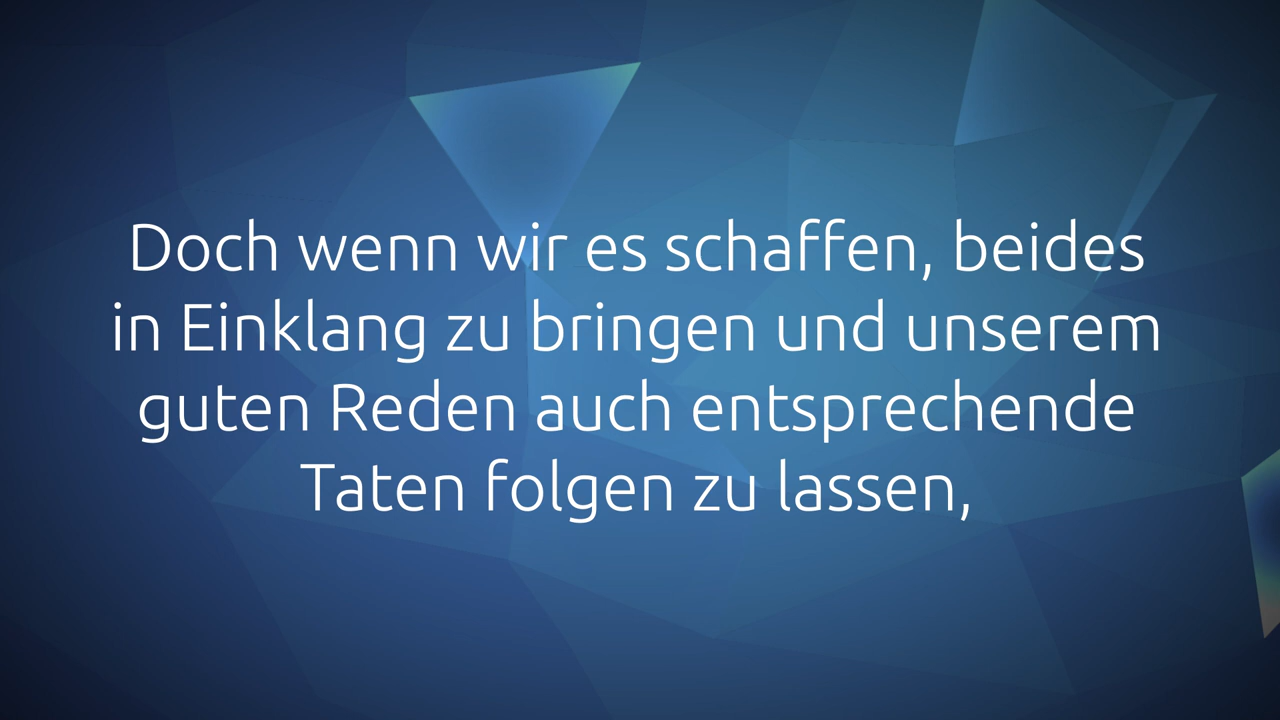 Doch wenn wir es schaffen, beides
in Einklang zu bringen und unserem
guten Reden auch entsprechende
Taten folgen zu lassen,